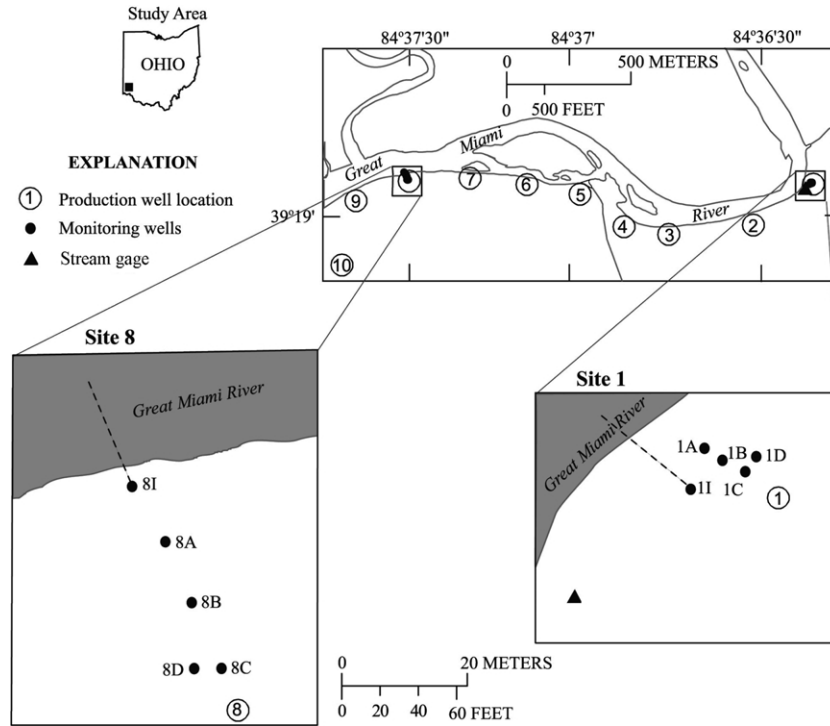 Study Area
OHIO
EXPLANATION
1 Production well location
Monitoring wells
Stream gage
84°37'30" 84°37' 84°36'30"
0 500 METERS
0 500 FEET
39°19'
Great Miami River
1
2
3
4
5
6
7
9
10
Site 8
Great Miami River
8I
8A
8B
8D 8C
8
Site 1
Great Miami River
1A 1B 1D
1I 1C
1
0 20 METERS
0 20 40 60 FEET